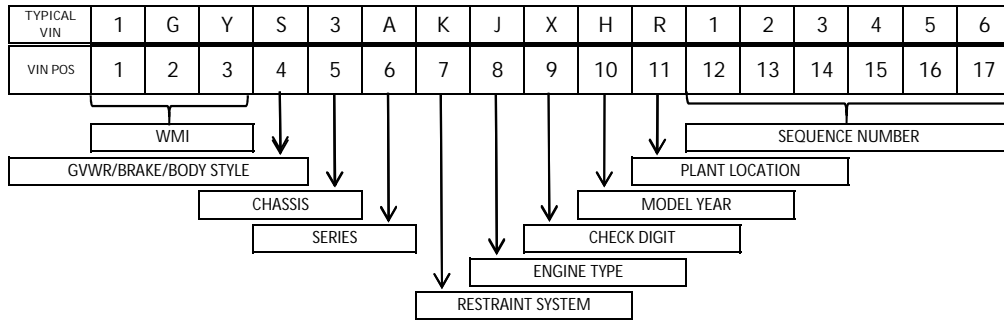 TYPICAL VIN 1 G Y S 3 A K J X H R 1 2 3 4 5 6
VIN POS 1 2 3 4 5 6 7 8 9 10 11 12 13 14 15 16 17
WMI SEQUENCE NUMBER
GVWR/BRAKE/BODY STYLE PLANT LOCATION
CHASSIS MODEL YEAR
SERIES CHECK DIGIT
ENGINE TYPE
RESTRAINT SYSTEM